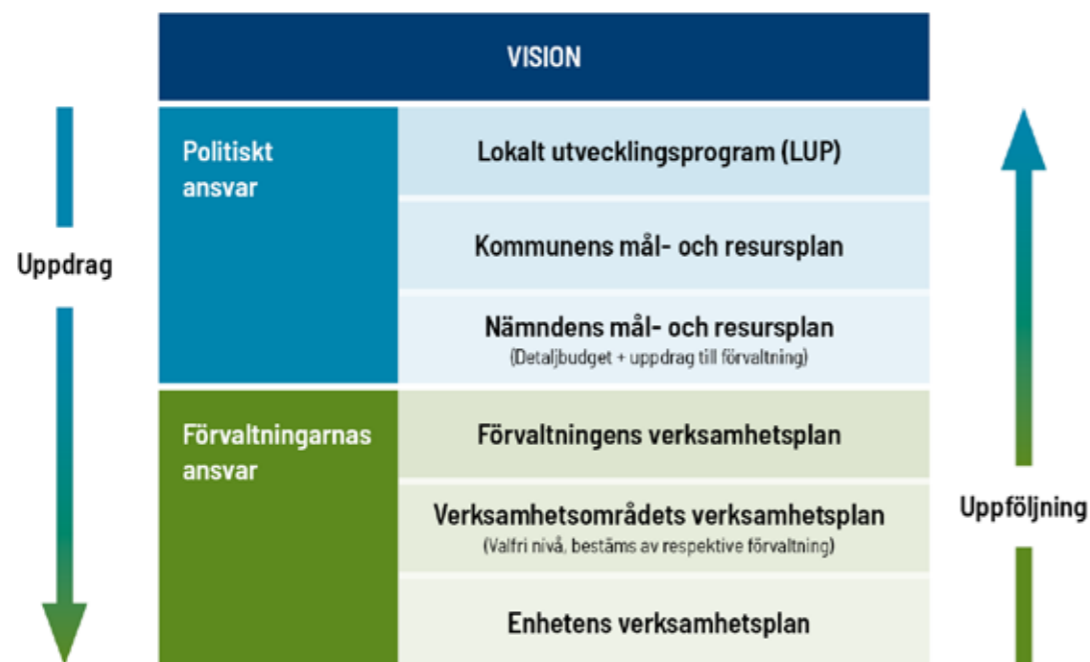 VISION
Politiskt
ansvar
Lokalt utvecklingsprogram (LUP)
Kommunens mål- och resursplan
Nämndens mål- och resursplan
(Detaljbudget + uppdrag till förvaltning)
Uppdrag
Förvaltningarnas
ansvar
Förvaltningens verksamhetsplan
Verksamhetsområdets verksamhetsplan
(Valfri nivå, bestäms av respektive förvaltning)
Enhetens verksamhetsplan
Uppföljning